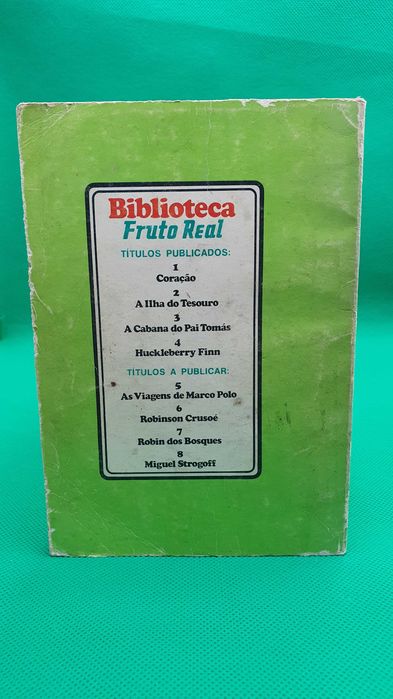 Biblioteca
Fruto Real
TÍTULOS PUBLICADOS:
1
Coração
2
A Ilha do Tesouro
3
A Cabana do Pai Tomás
4
Huckleberry Finn
TÍTULOS A PUBLICAR:
5
As Viagens de Marco Polo
6
Robinson Crusoé
7
Robin dos Bosques
8
Miguel Strogoff